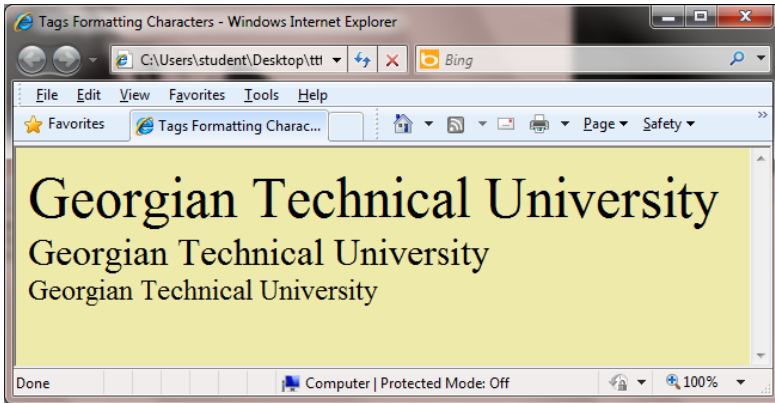 Tags Formatting Characters - Windows Internet Explorer
C:\Users\student\Desktop\ttt
Bing
File Edit View Favorites Tools Help
Favorites Tags Formatting Charac... Page Safety »
Georgian Technical University
Georgian Technical University
Georgian Technical University
Done Computer | Protected Mode: Off 100%